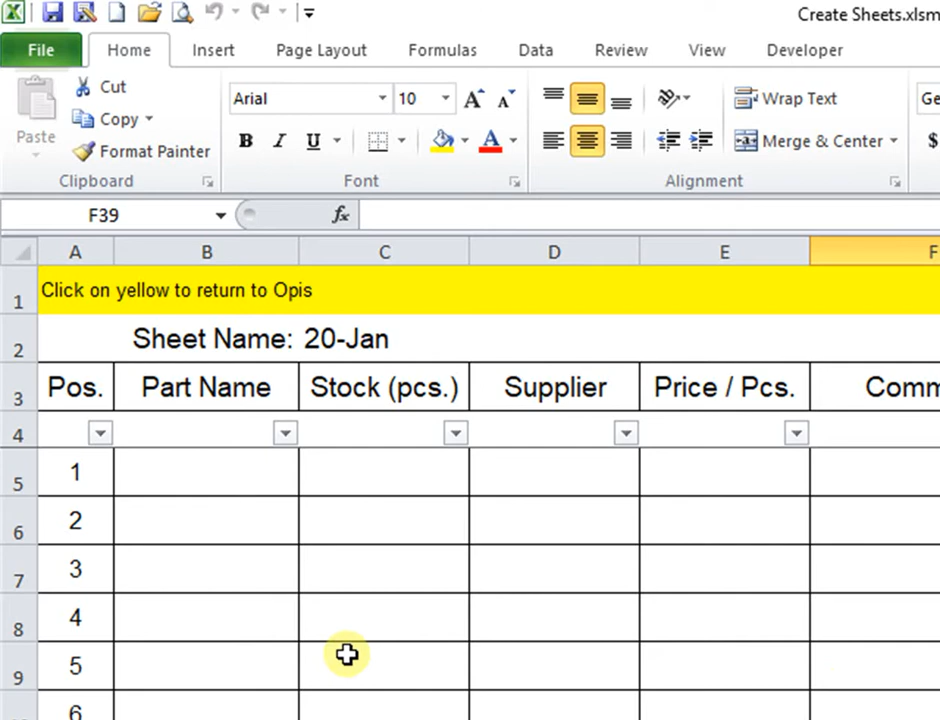 Create Sheets.xlsm
File Home Insert Page Layout Formulas Data Review View Developer
Paste
Cut
Copy
Format Painter
Clipboard
Arial 10
B I U
Font
Wrap Text
Merge & Center
Alignment
Ge
$
F39 fx
A B C D E F
1 Click on yellow to return to Opis
2 Sheet Name: 20-Jan
3 Pos. Part Name Stock (pcs.) Supplier Price / Pcs. Comm
4
5 1
6 2
7 3
8 4
9 5
6